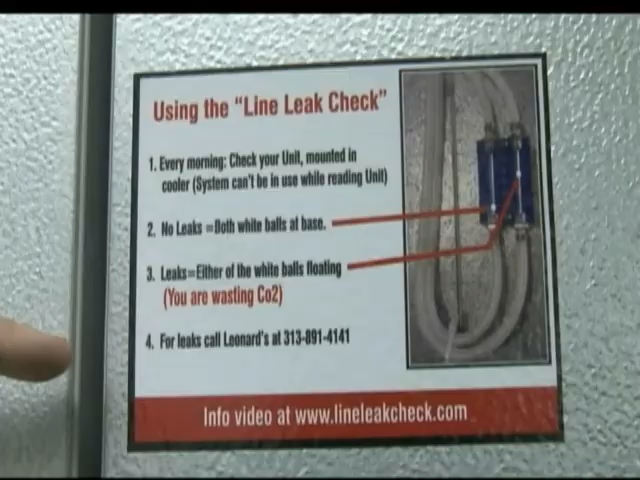 Using the "Line Leak Check"
1. Every morning: Check your Unit, mounted in
cooler (System can't be in use while reading Unit)
2. No Leaks =Both white balls at base.
3. Leaks=Either of the white balls floating
(You are wasting Co2)
4. For leaks call Leonard's at 313-891-4141
Info video at www.lineleakcheck.com